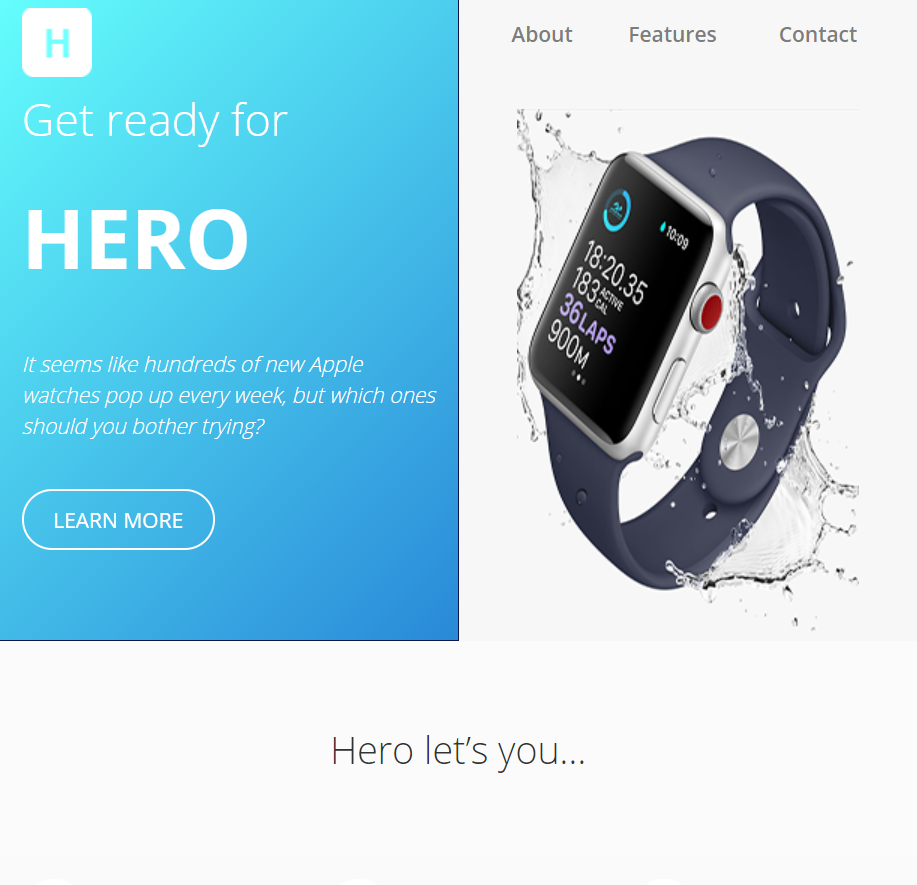 H
About Features Contact
Get ready for
HERO
It seems like hundreds of new Apple
watches pop up every week, but which ones
should you bother trying?
LEARN MORE
10:09
18:20.35
183 ACTIVE CAL
36LAPS
900M
Hero let’s you...